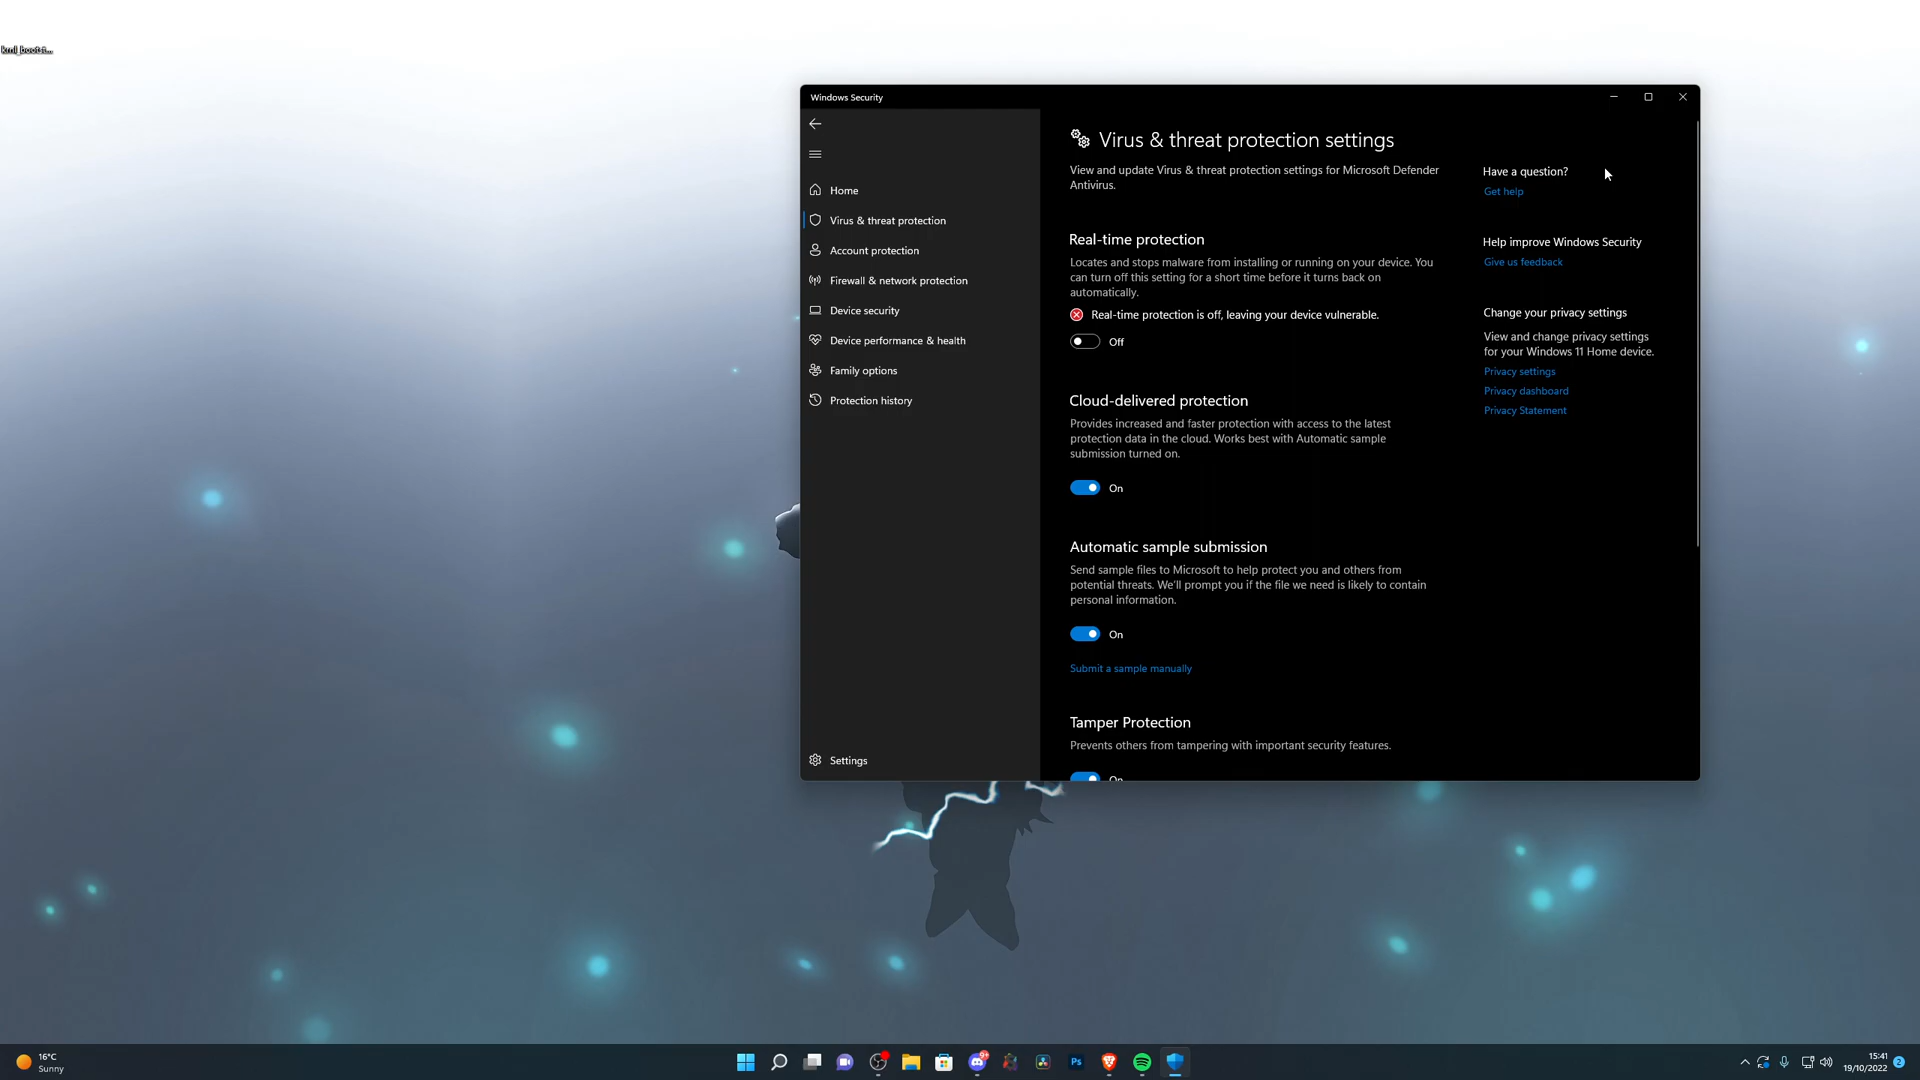 Windows Security
Home
Virus & threat protection
Account protection
Firewall & network protection
Device security
Device performance & health
Family options
Protection history
Settings
Virus & threat protection settings
View and update Virus & threat protection settings for Microsoft Defender
Antivirus.
Real-time protection
Locates and stops malware from installing or running on your device. You
can turn off this setting for a short time before it turns back on
automatically.
Real-time protection is off, leaving your device vulnerable.
Off
Cloud-delivered protection
Provides increased and faster protection with access to the latest
protection data in the cloud. Works best with Automatic sample
submission turned on.
On
Automatic sample submission
Send sample files to Microsoft to help protect you and others from
potential threats. We'll prompt you if the file we need is likely to contain
personal information.
On
Submit a sample manually
Tamper Protection
Prevents others from tampering with important security features.
On
Have a question?
Get help
Help improve Windows Security
Give us feedback
Change your privacy settings
View and change privacy settings
for your Windows 11 Home device.
Privacy settings
Privacy dashboard
Privacy Statement
16°C
Sunny
9+
Ps
15:41
19/10/2022
2